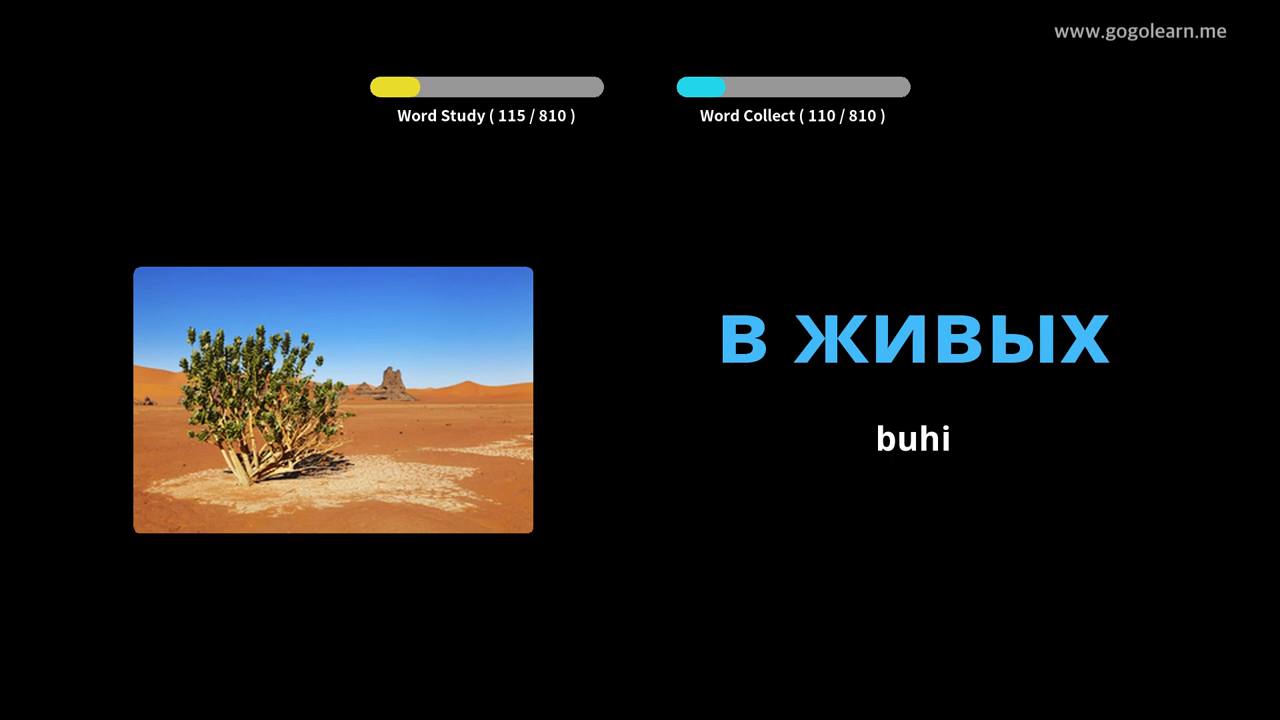 www.gogolearn.me
Word Study ( 115 / 810 )
Word Collect ( 110 / 810 )
в живых
buhi